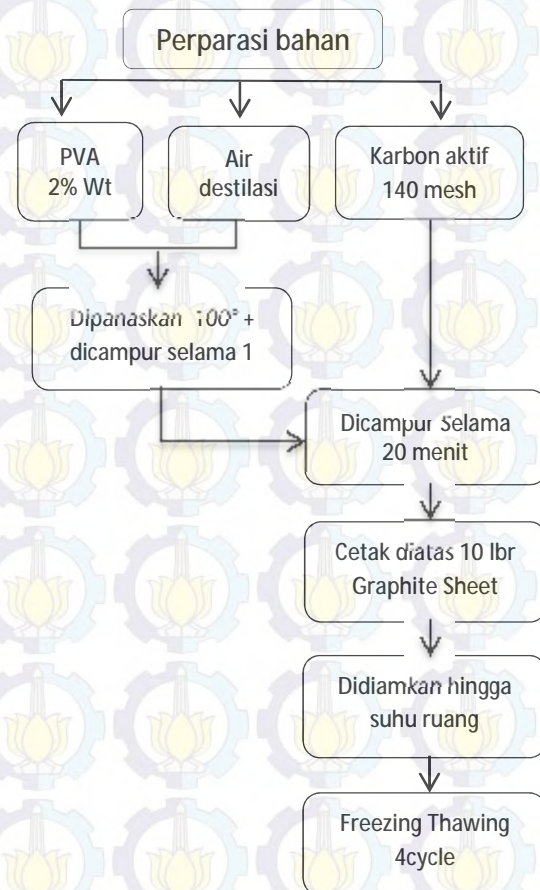 Perparasi bahan
PVA
2% Wt
Air
destilasi
Karbon aktif
140 mesh
Dipanaskan 100° +
dicampur selama 1
Dicampur Selama
20 menit
Cetak diatas 10 lbr
Graphite Sheet
Didiamkan hingga
suhu ruang
Freezing Thawing
4cycle